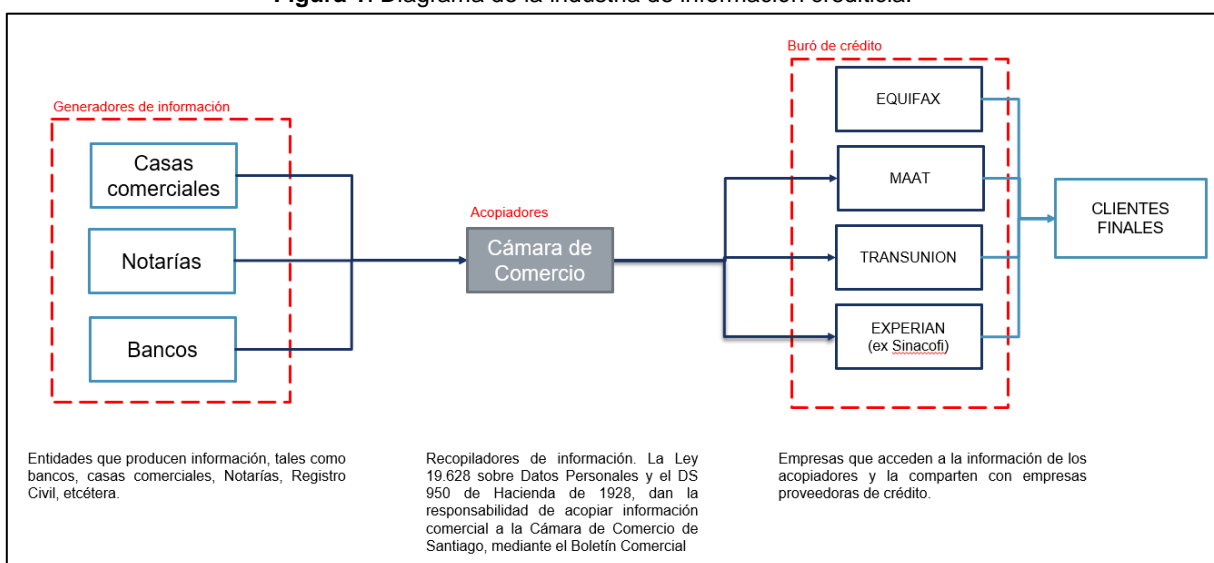 Figura 1. Diagrama de la industria de información crediticia.
Buró de crédito
Generadores de información
EQUIFAX
Casas
comerciales
MAAT
Acopiadores
CLIENTES
FINALES
Notarías
Cámara de
Comercio
TRANSUNION
Bancos
EXPERIAN
(ex Sinacofi)
Entidades que producen información, tales como
bancos, casas comerciales, Notarías, Registro
Civil, etcétera.
Recopiladores de información. La Ley
19.628 sobre Datos Personales y el DS
950 de Hacienda de 1928, dan la
responsabilidad de acopiar información
comercial a la Cámara de Comercio de
Santiago, mediante el Boletín Comercial
Empresas que acceden a la información de los
acopiadores y la comparten con empresas
proveedoras de crédito.